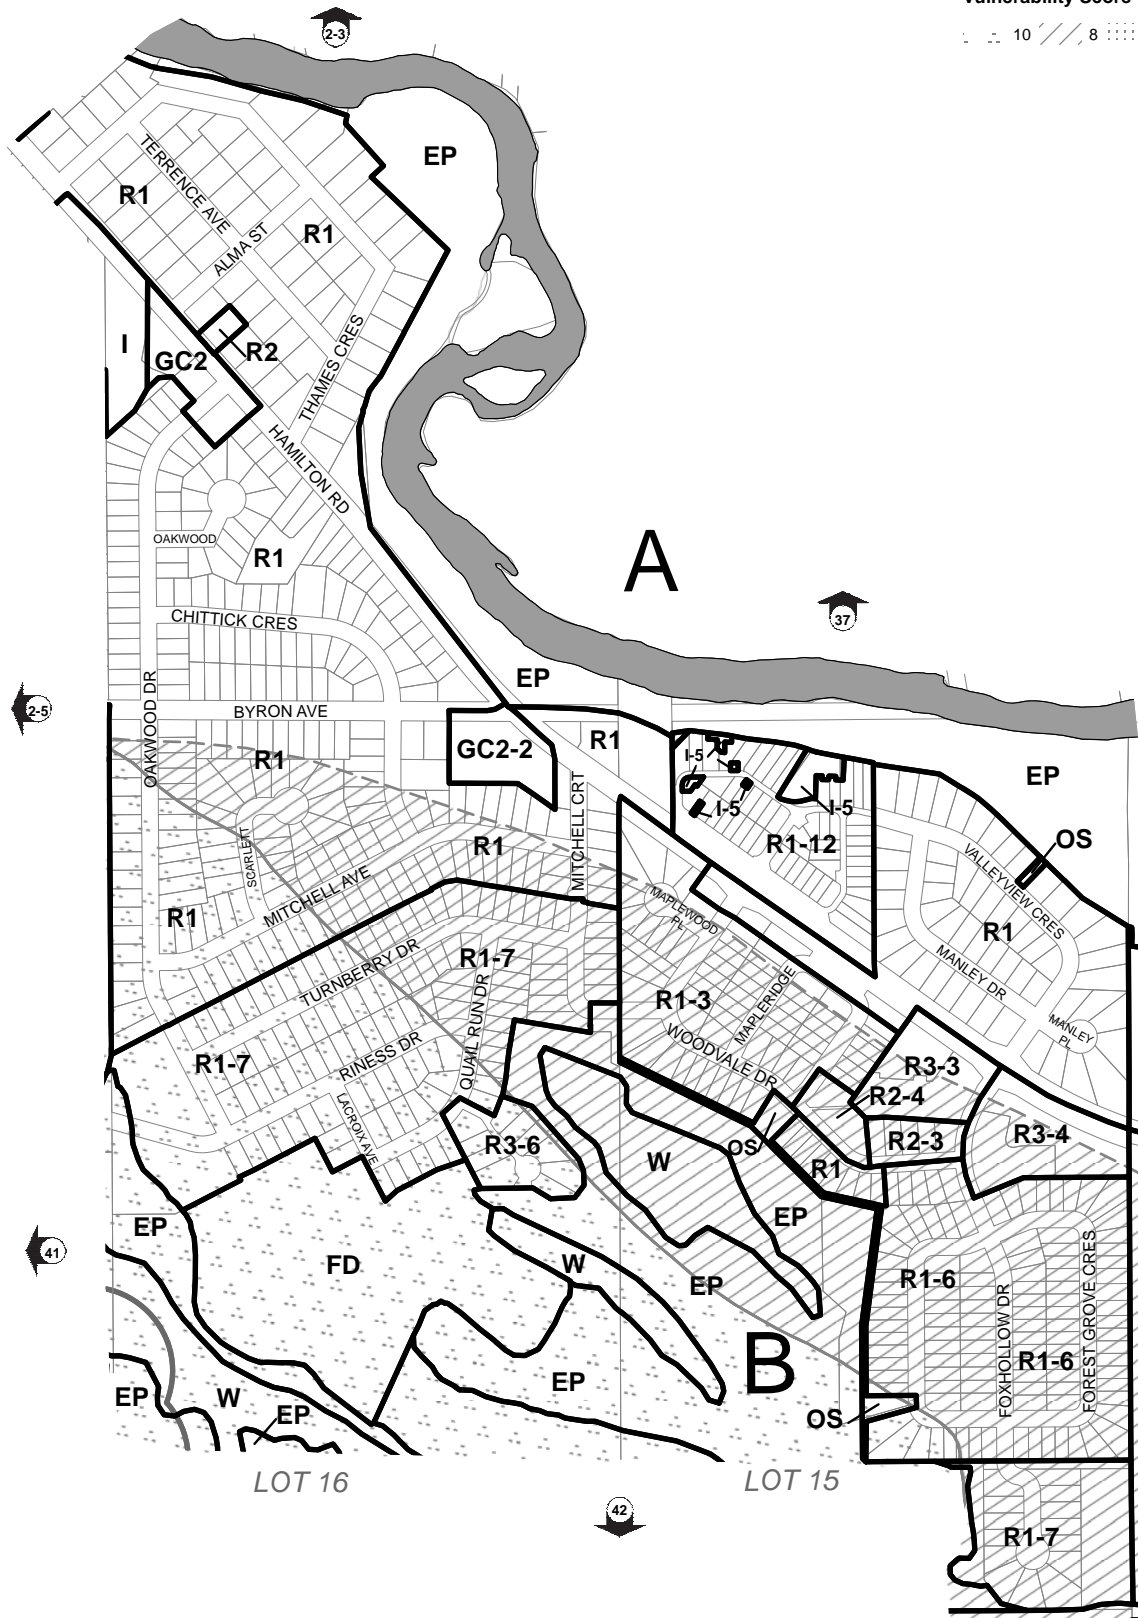 Vulnerability Score
10
8
2-3
EP
TERRENCE AVE
R1
R1
ALMA ST
I
GC2
R2
THAMES CRES
HAMILTON RD
OAKWOOD
R1
A
37
CHITTICK CRES
EP
OAKWOOD DR
2-5
BYRON AVE
R1
GC2-2
R1
I-5
I-5
I-5
EP
MITCHELL CRT
R1-12
OS
R1
SCARLETT
MITCHELL AVE
VALLEYVIEW CRES
MAPLEWOOD
PL
R1
R1
TURNBERRY DR
R1-7
MANLEY DR
QUAIL RUN DR
R1-3
MAPLERIDGE
MANLEY
PL
WOODVALE DR
RINESS DR
R1-7
R3-3
R2-4
LACROIX AVE
R3-6
OS
R2-3
R3-4
W
R1
EP
EP
41
FD
W
EP
R1-6
FOXHOLLOW DR
FOREST GROVE CRES
B
R1-6
EP
EP
W
EP
OS
LOT 16
LOT 15
42
R1-7